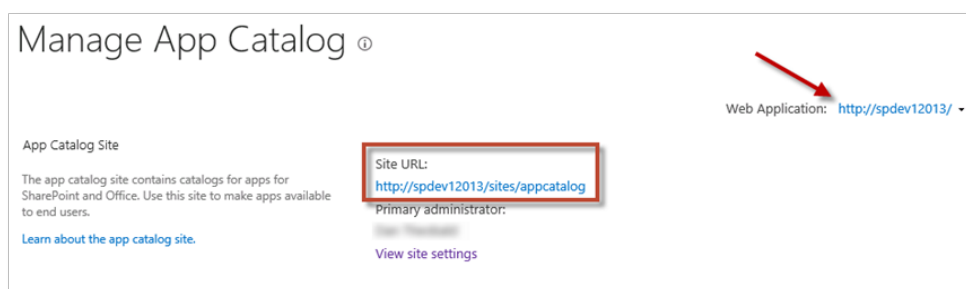 Manage App Catalog
Web Application: http://spdev12013/
App Catalog Site
The app catalog site contains catalogs for apps for
SharePoint and Office. Use this site to make apps available
to end users.
Learn about the app catalog site.
Site URL:
http://spdev12013/sites/appcatalog
Primary administrator:
View site settings